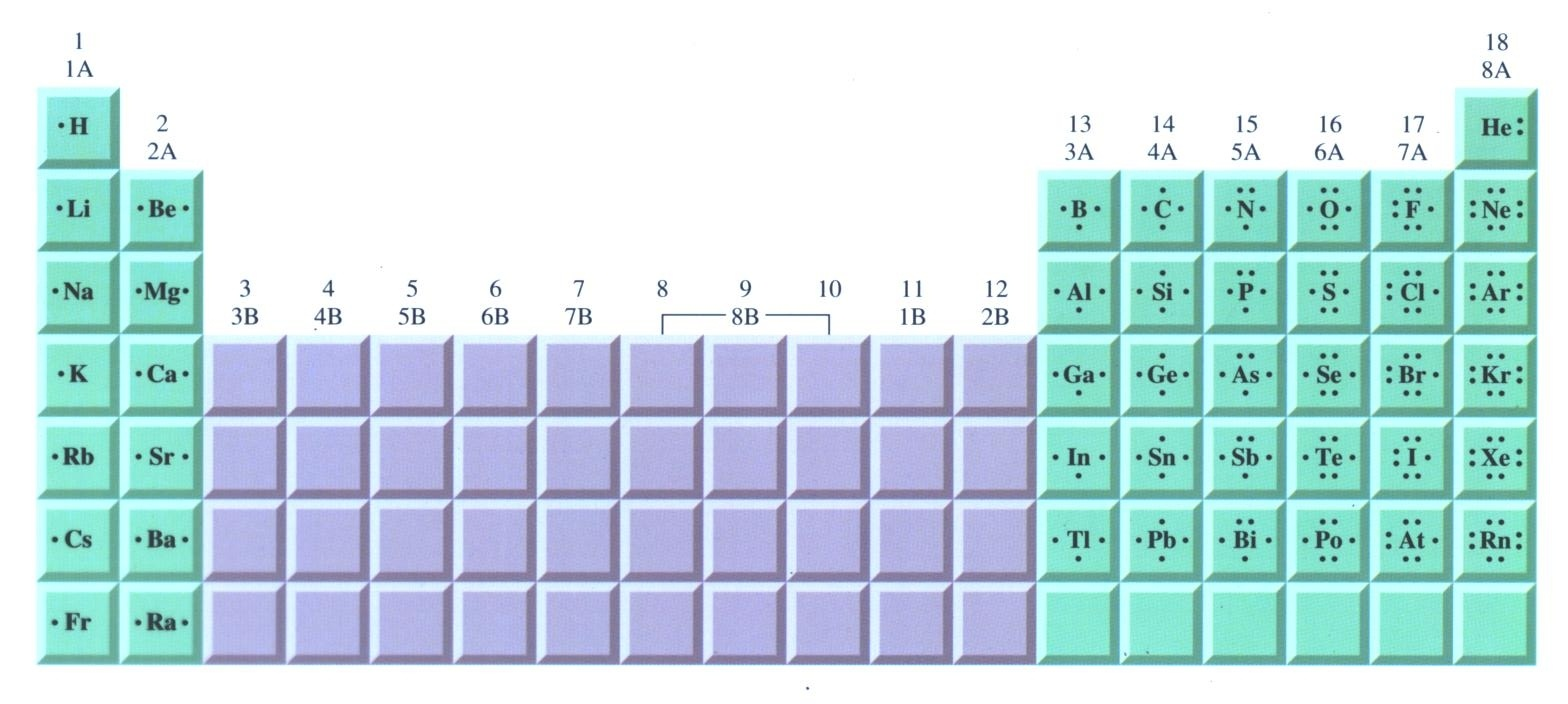 1 18
1A 8A
·H 2 13 14 15 16 17 He:
2A 3A 4A 5A 6A 7A
Li Be B C N O F Ne
Na Mg 3 4 5 6 7 8 9 10 11 12 Al Si P S Cl Ar
3B 4B 5B 6B 7B 8B 1B 2B
K Ca Ga Ge As Se Br Kr
Rb Sr In Sn Sb Te I Xe
Cs Ba Tl Pb Bi Po At Rn
Fr Ra